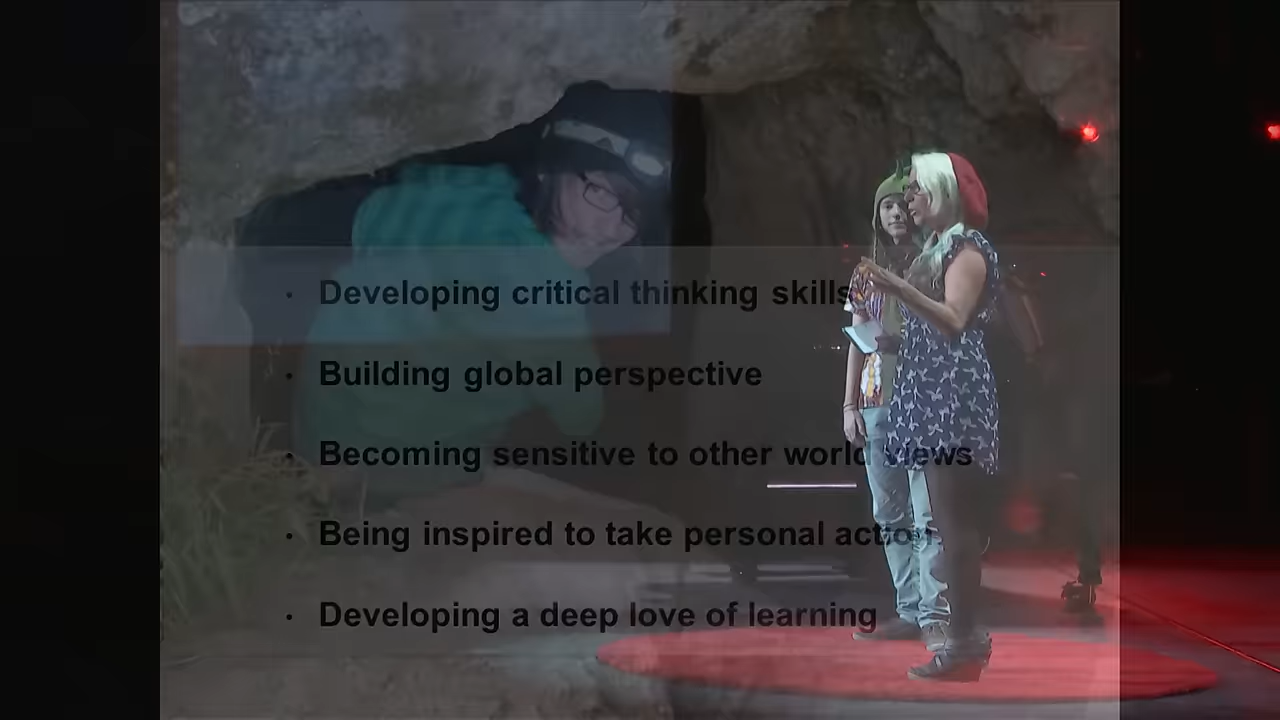 • Developing critical thinking skills
• Building global perspective
• Becoming sensitive to other world views
• Being inspired to take personal action
• Developing a deep love of learning